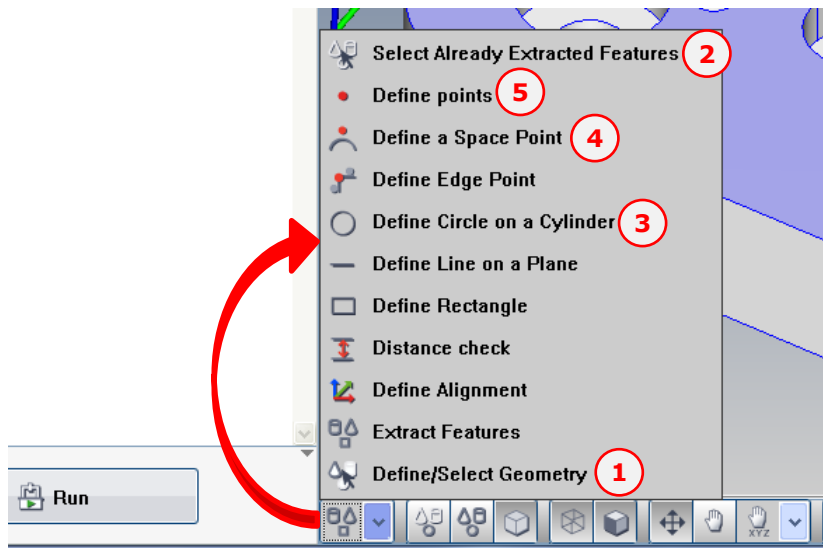 Select Already Extracted Features 2
Define points 5
Define a Space Point 4
Define Edge Point
Define Circle on a Cylinder 3
Define Line on a Plane
Define Rectangle
Distance check
Define Alignment
Extract Features
Define/Select Geometry 1
Run
XYZ